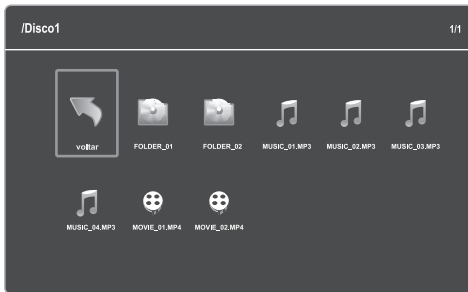 /Disco1 1/1
voltar FOLDER_01 FOLDER_02 MUSIC_01.MP3 MUSIC_02.MP3 MUSIC_03.MP3
MUSIC_04.MP3 MOVIE_01.MP4 MOVIE_02.MP4